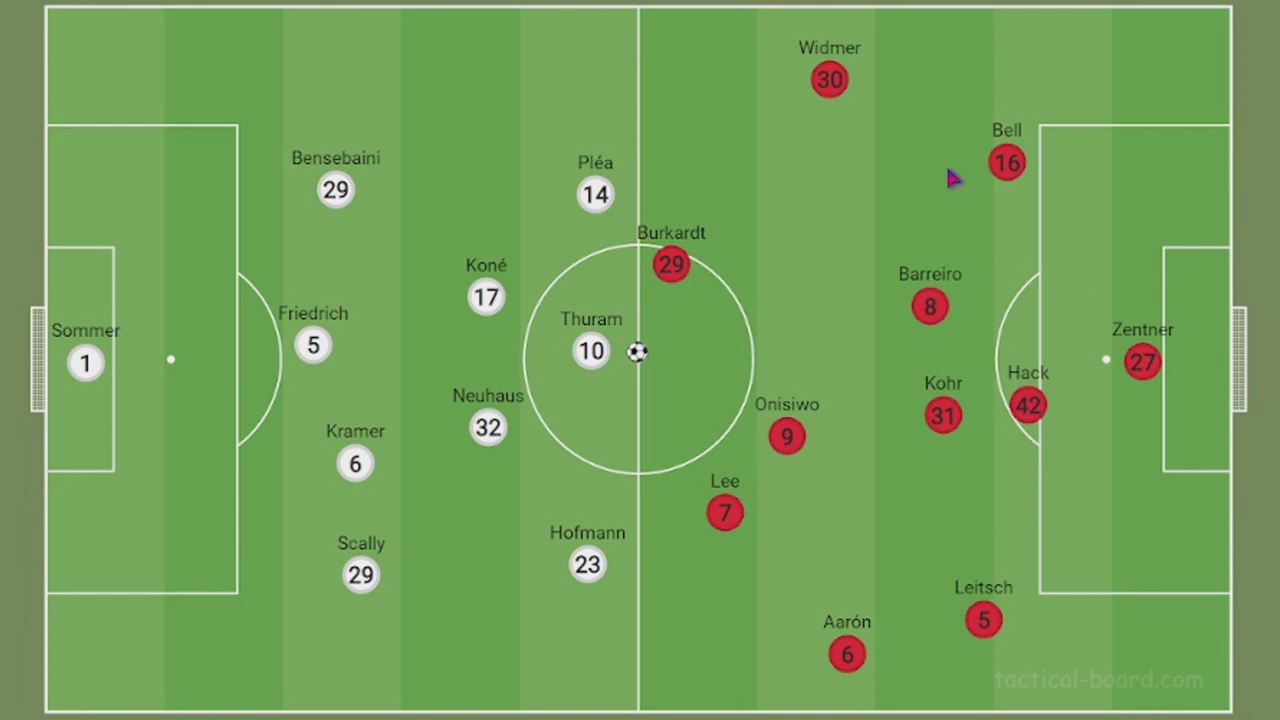 Widmer
30
Bell
16
Bensebaini
29
Pléa
14
Burkardt
29
Koné
17
Barreiro
8
Friedrich
5
Thuram
10
Sommer
1
Zentner
27
Hack
42
Kohr
31
Neuhaus
32
Onisiwo
9
Kramer
6
Lee
7
Hofmann
23
Scally
29
Leitsch
5
Aarón
6
tactical-board.com